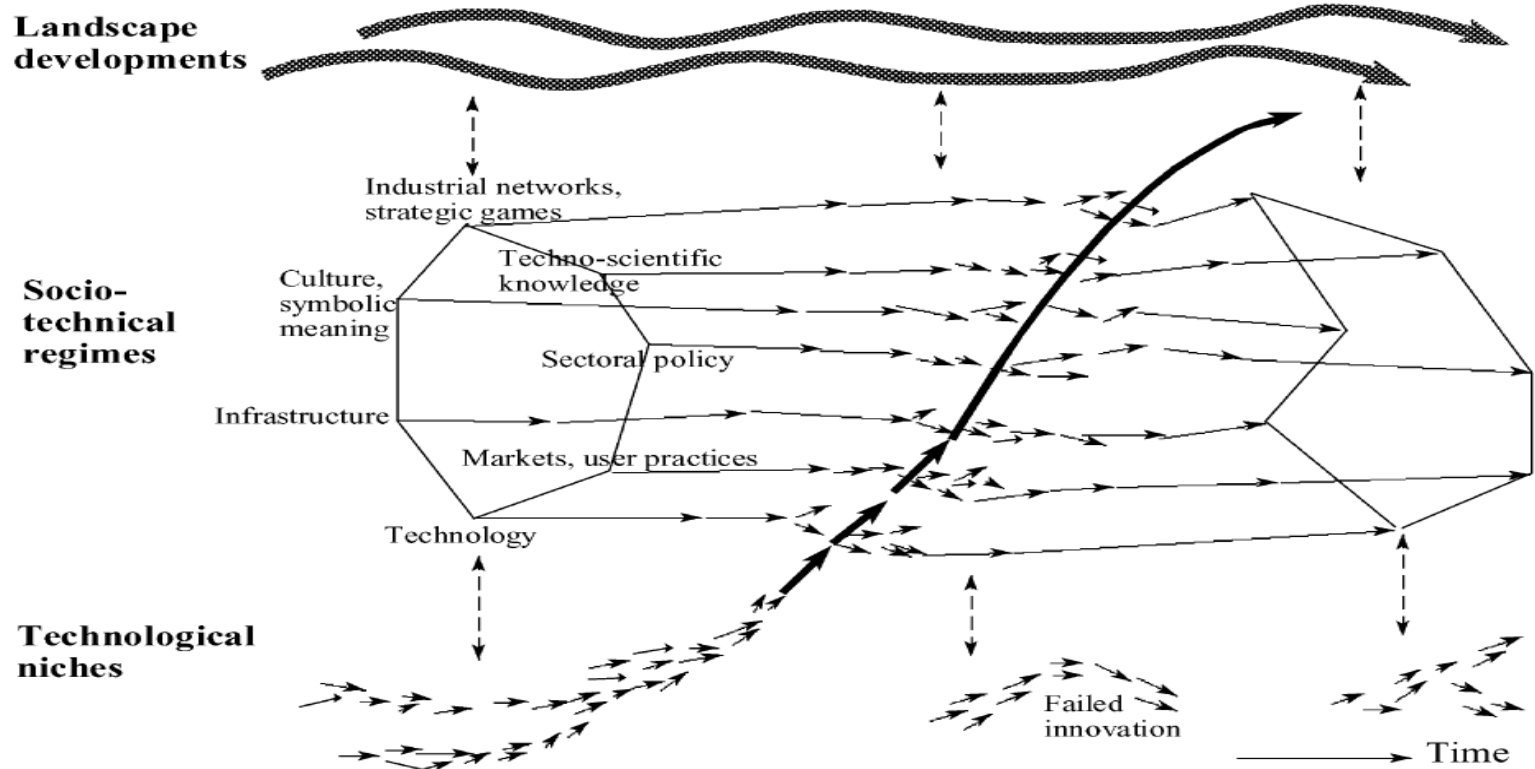 Landscape
developments
Industrial networks,
strategic games
Techno-scientific
knowledge
Culture,
symbolic
meaning
Socio-
technical
regimes
Sectoral policy
Infrastructure
Markets, user practices
Technology
Technological
niches
Failed
innovation
Time